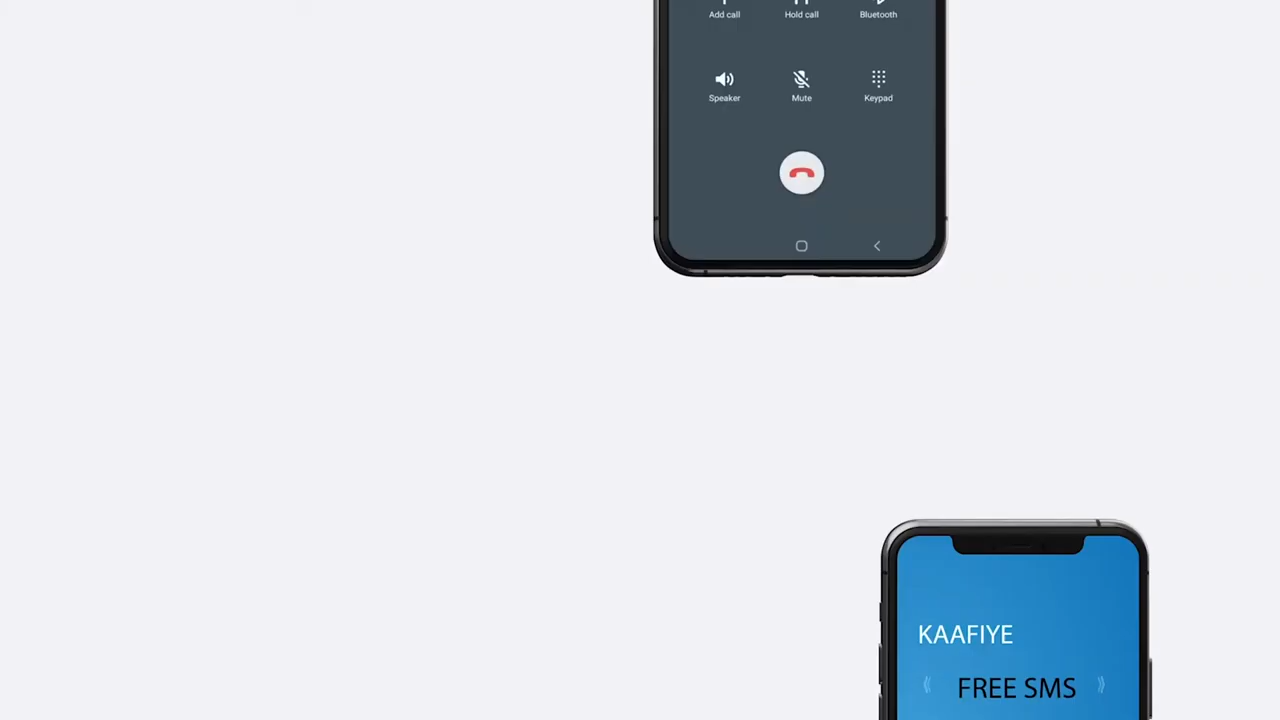 Add call Hold call Bluetooth
Speaker Mute Keypad
KAAFIYE
FREE SMS